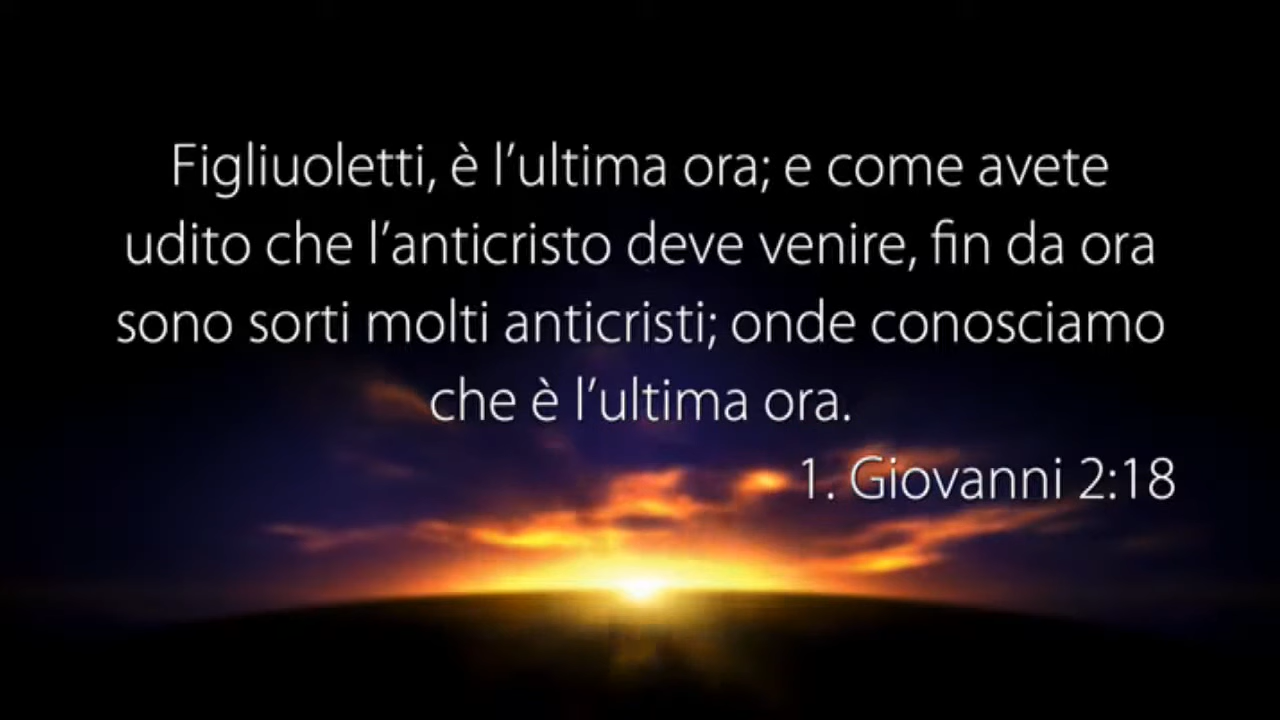 Figliuoletti, è l’ultima ora; e come avete
udito che l’anticristo deve venire, fin da ora
sono sorti molti anticristi; onde conosciamo
che è l’ultima ora.
1. Giovanni 2:18